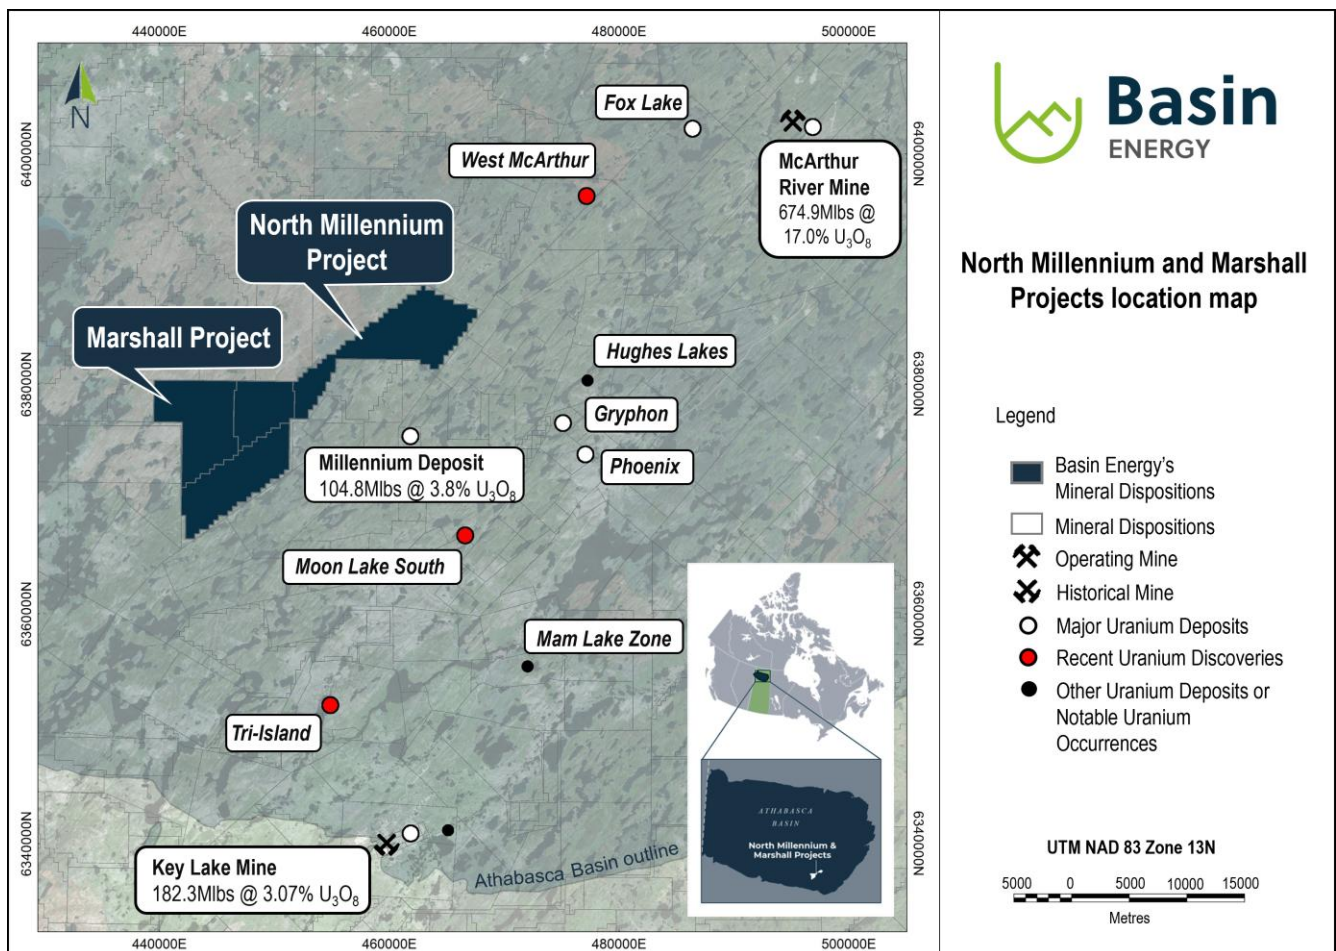 440000E
460000E
480000E
500000E
6400000N
6380000N
6360000N
6340000N
N
Fox Lake
West McArthur
McArthur
River Mine
674.9Mlbs @
17.0% U₃O₈
North Millennium
Project
Marshall Project
Hughes Lakes
Gryphon
Phoenix
Millennium Deposit
104.8Mlbs @ 3.8% U₃O₈
Moon Lake South
Mam Lake Zone
Tri-Island
Key Lake Mine
182.3Mlbs @ 3.07% U₃O₈
Athabasca Basin outline
ATHABASCA
BASIN
North Millennium &
Marshall Projects
6400000N
6380000N
6360000N
6340000N
440000E
460000E
480000E
500000E
Basin
ENERGY
North Millennium and Marshall
Projects location map
Legend
Basin Energy's
Mineral Dispositions
Mineral Dispositions
Operating Mine
Historical Mine
Major Uranium Deposits
Recent Uranium Discoveries
Other Uranium Deposits or
Notable Uranium
Occurrences
UTM NAD 83 Zone 13N
5000 0 5000 10000 15000
Metres